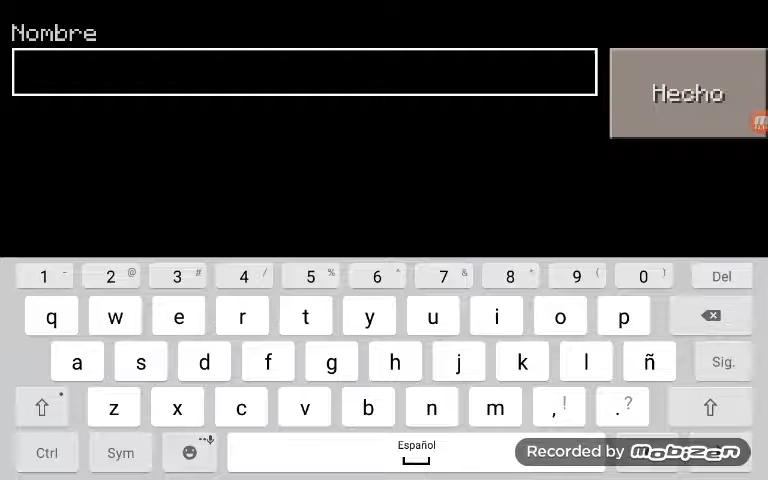 Nombre
Hecho
1 - 2 @ 3 # 4 / 5 % 6 ^ 7 & 8 * 9 ( 0 ) Del
q w e r t y u i o p
a s d f g h j k l ñ Sig.
z x c v b n m , ! . ?
Ctrl Sym Español
Recorded by mobizen